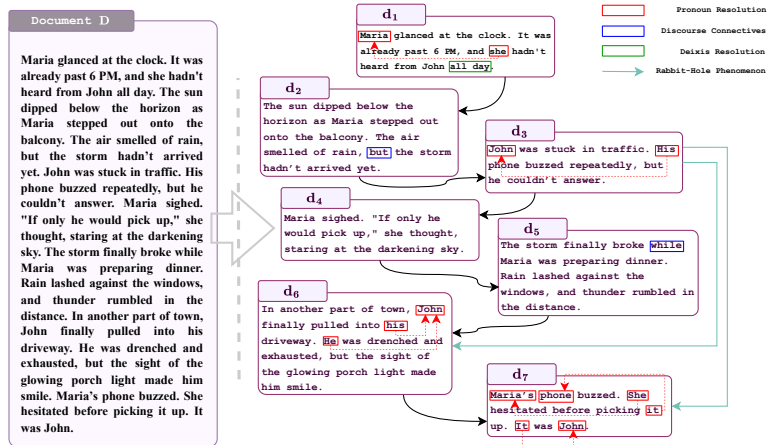 Document D
Maria glanced at the clock. It was
already past 6 PM, and she hadn't
heard from John all day. The sun
dipped below the horizon as
Maria stepped out onto the
balcony. The air smelled of rain,
but the storm hadn't arrived
yet. John was stuck in traffic. His
phone buzzed repeatedly, but he
couldn't answer. Maria sighed.
"If only he would pick up," she
thought, staring at the darkening
sky. The storm finally broke while
Maria was preparing dinner.
Rain lashed against the windows,
and thunder rumbled in the
distance. In another part of town,
John finally pulled into his
driveway. He was drenched and
exhausted, but the sight of the
glowing porch light made him
smile. Maria's phone buzzed. She
hesitated before picking it up. It
was John.
d1
Maria glanced at the clock. It was
already past 6 PM, and she hadn't
heard from John all day.
d2
The sun dipped below the
horizon as Maria stepped out
onto the balcony. The air
smelled of rain, but the storm
hadn't arrived yet.
d3
John was stuck in traffic. His
phone buzzed repeatedly, but
he couldn't answer.
d4
Maria sighed. "If only he
would pick up," she thought,
staring at the darkening sky.
d5
The storm finally broke while
Maria was preparing dinner.
Rain lashed against the
windows, and thunder rumbled in
the distance.
d6
In another part of town, John
finally pulled into his
driveway. He was drenched and
exhausted, but the sight of
the glowing porch light made
him smile.
d7
Maria's phone buzzed. She
hesitated before picking it
up. It was John.
Pronoun Resolution
Discourse Connectives
Deixis Resolution
Rabbit-Hole Phenomenon